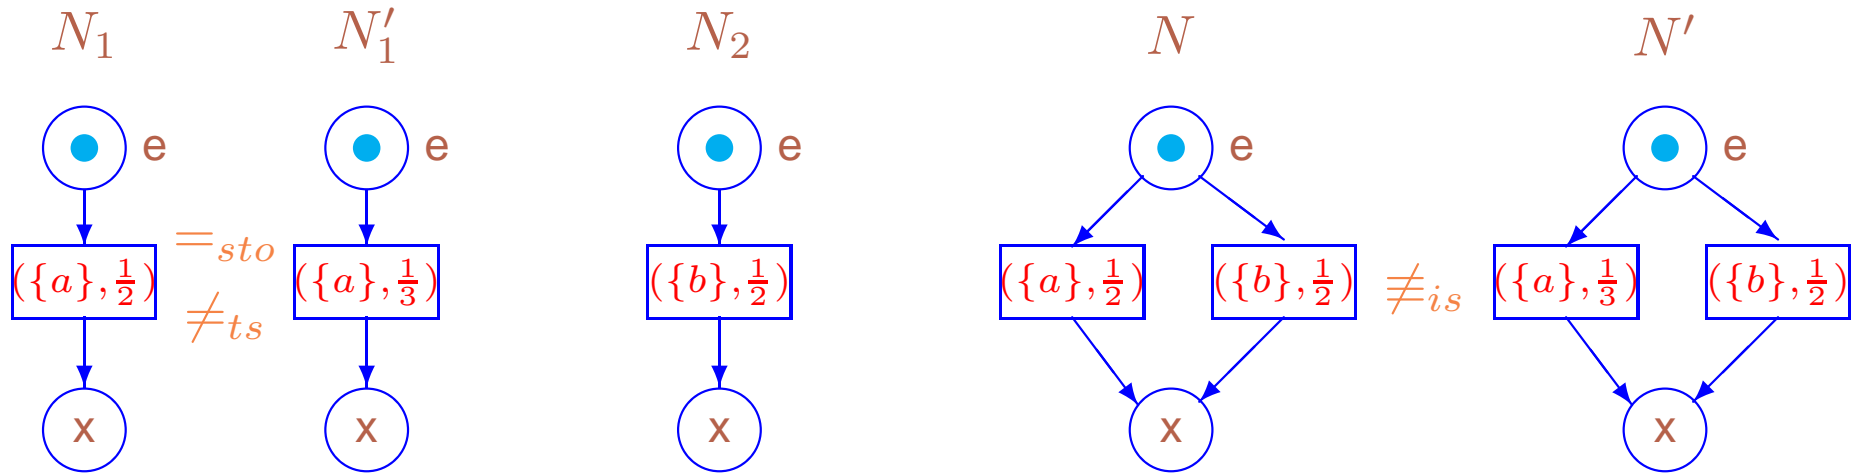 N₁ N′₁ N₂ N N′
e e e e e
=sto
({a}, 1/2) ({a}, 1/3) ({b}, 1/2) ({a}, 1/2) ({b}, 1/2) ≢is ({a}, 1/3) ({b}, 1/2)
≠ts
x x x x x